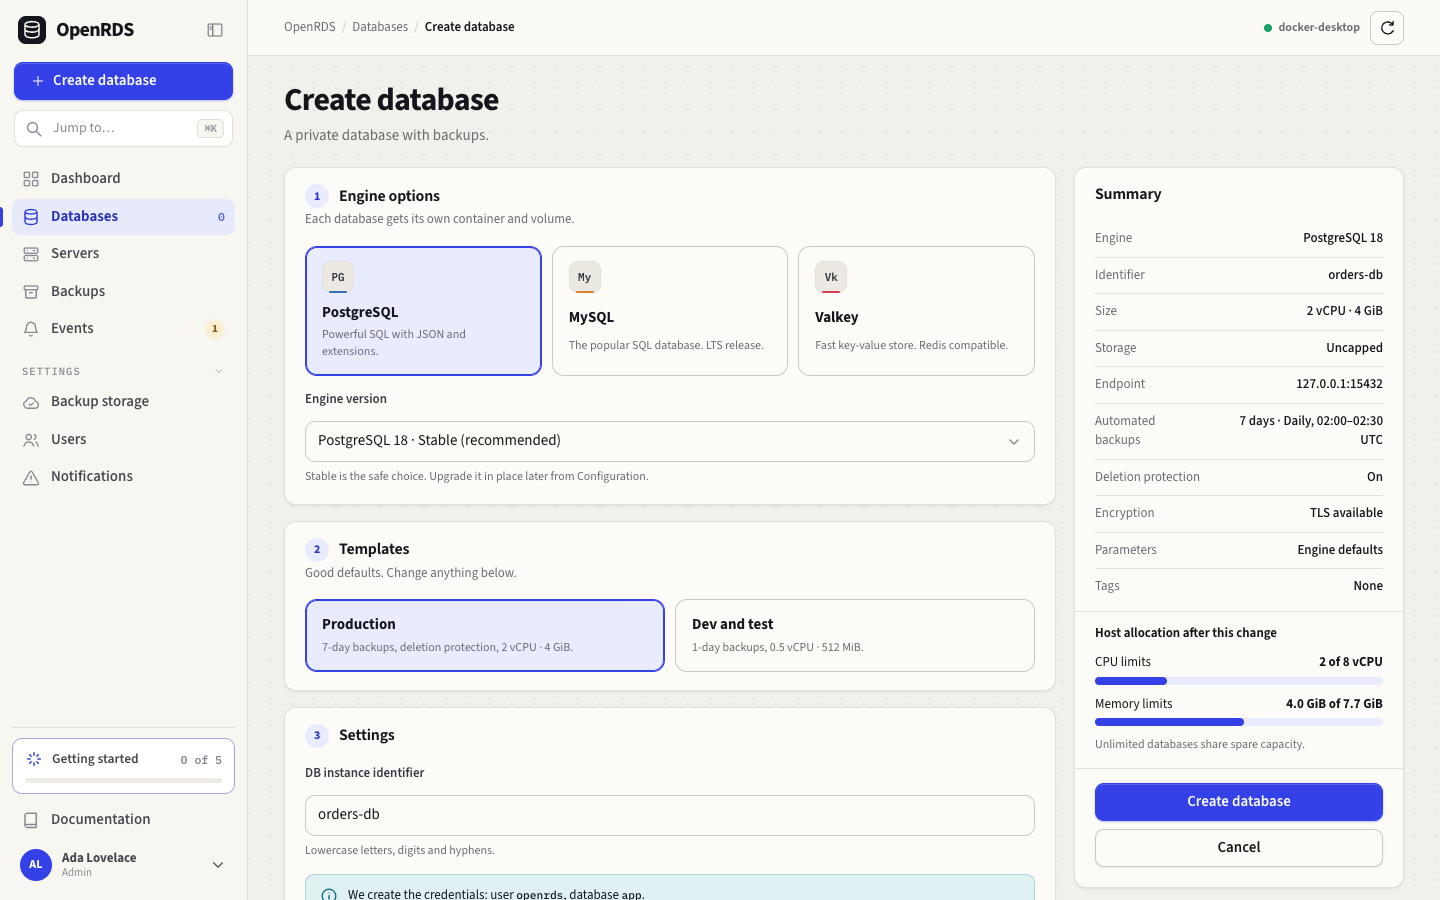 OpenRDS
Create database
Jump to…
⌘K
Dashboard
Databases
0
Servers
Backups
Events
1
SETTINGS
Backup storage
Users
Notifications
Getting started
0 of 5
Documentation
AL
Ada Lovelace
Admin
OpenRDS / Databases / Create database
docker-desktop
Create database
A private database with backups.
1
Engine options
Each database gets its own container and volume.
PG
PostgreSQL
Powerful SQL with JSON and
extensions.
My
MySQL
The popular SQL database. LTS release.
Vk
Valkey
Fast key-value store. Redis compatible.
Engine version
PostgreSQL 18 · Stable (recommended)
Stable is the safe choice. Upgrade it in place later from Configuration.
2
Templates
Good defaults. Change anything below.
Production
7-day backups, deletion protection, 2 vCPU · 4 GiB.
Dev and test
1-day backups, 0.5 vCPU · 512 MiB.
3
Settings
DB instance identifier
orders-db
Lowercase letters, digits and hyphens.
We create the credentials: user openrds, database app.
Summary
Engine
PostgreSQL 18
Identifier
orders-db
Size
2 vCPU · 4 GiB
Storage
Uncapped
Endpoint
127.0.0.1:15432
Automated
backups
7 days · Daily, 02:00–02:30
UTC
Deletion protection
On
Encryption
TLS available
Parameters
Engine defaults
Tags
None
Host allocation after this change
CPU limits
2 of 8 vCPU
Memory limits
4.0 GiB of 7.7 GiB
Unlimited databases share spare capacity.
Create database
Cancel